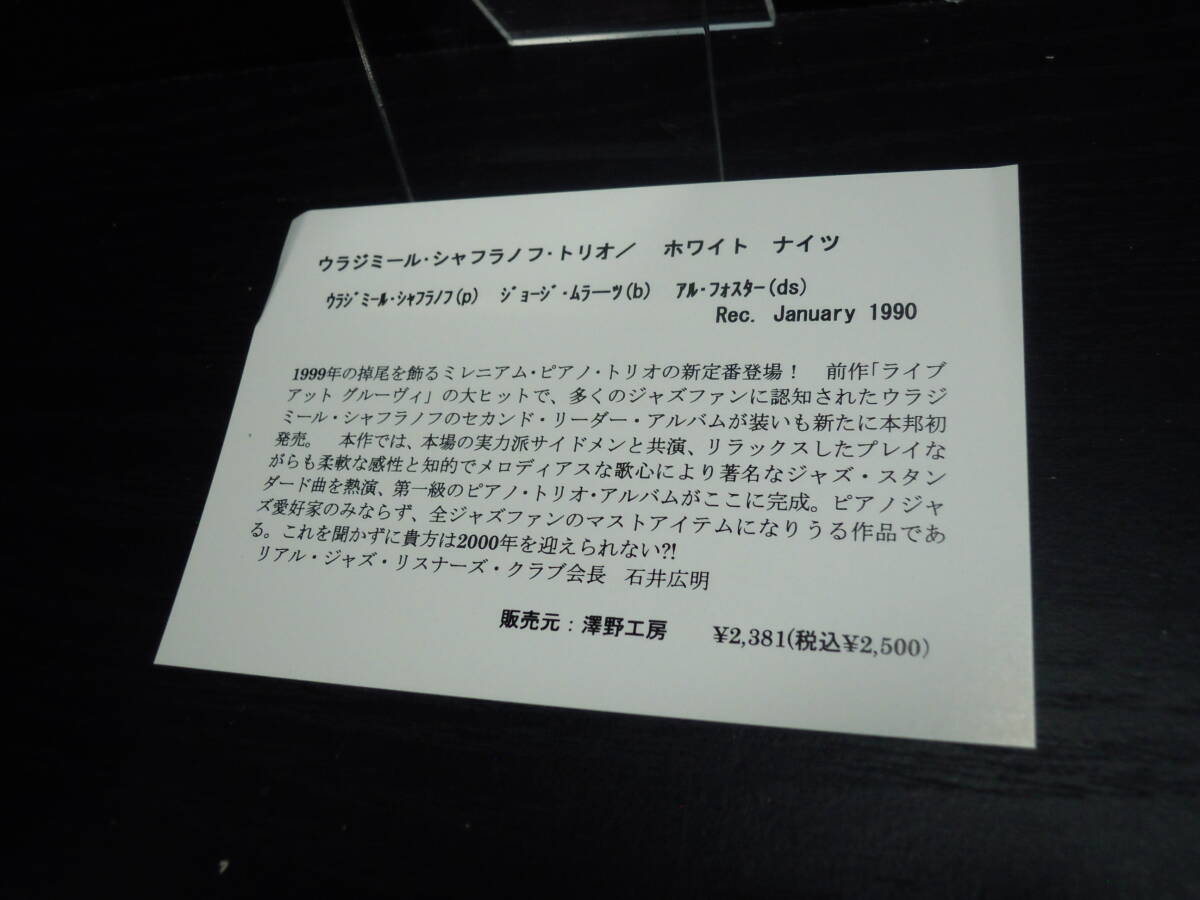 ウラジミール・シャフラノフ・トリオ／　ホワイト　ナイツ
ｳﾗｼﾞﾐｰﾙ・ｼｬﾌﾗﾉﾌ(p)　ｼﾞｮｰｼﾞ・ﾑﾗｰﾂ(b)　ｱﾙ・ﾌｫｽﾀｰ(ds)
Rec. January 1990
1999年の掉尾を飾るミレニアム・ピアノ・トリオの新定番登場！　前作「ライブ
アット グルーヴィ」の大ヒットで、多くのジャズファンに認知されたウラジ
ミール・シャフラノフのセカンド・リーダー・アルバムが装いも新たに本邦初
発売。　本作では、本場の実力派サイドメンと共演、リラックスしたプレイな
がらも柔軟な感性と知的でメロディアスな歌心により著名なジャズ・スタン
ダード曲を熱演、第一級のピアノ・トリオ・アルバムがここに完成。ピアノジャ
ズ愛好家のみならず、全ジャズファンのマストアイテムになりうる作品であ
る。これを聞かずに貴方は2000年を迎えられない?!
リアル・ジャズ・リスナーズ・クラブ会長　石井広明
販売元：澤野工房　¥2,381(税込¥2,500)